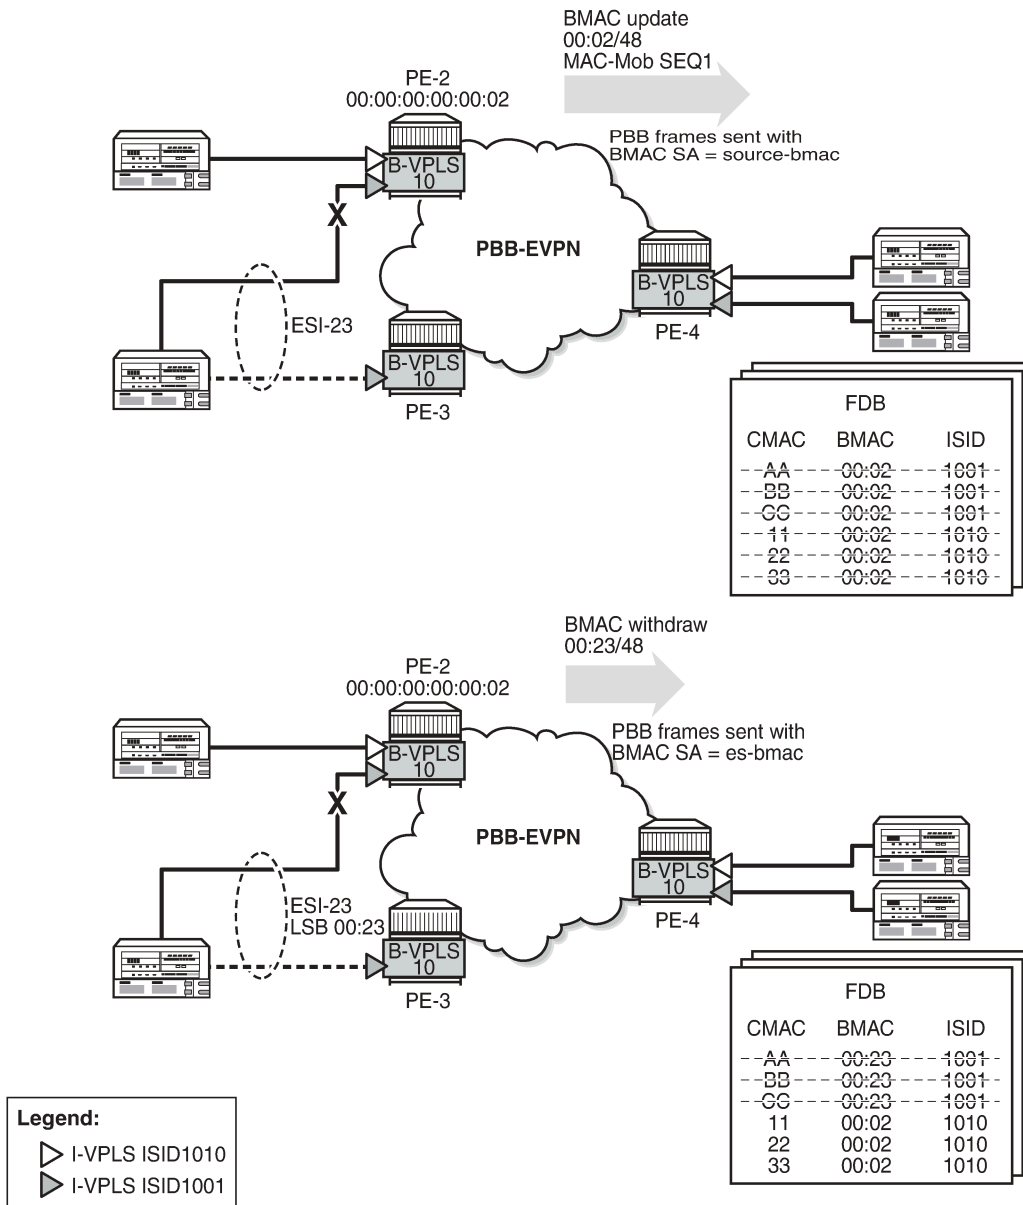 BMAC update
00:02/48
MAC-Mob SEQ1
PE-2
00:00:00:00:00:02
PBB frames sent with
BMAC SA = source-bmac
B-VPLS
10
X
PBB-EVPN
B-VPLS
10
PE-4
ESI-23
B-VPLS
10
PE-3
FDB
CMAC BMAC ISID
AA 00:02 1001
BB 00:02 1001
CC 00:02 1001
11 00:02 1010
22 00:02 1010
33 00:02 1010
BMAC withdraw
00:23/48
PE-2
00:00:00:00:00:02
PBB frames sent with
BMAC SA = es-bmac
B-VPLS
10
X
PBB-EVPN
B-VPLS
10
PE-4
ESI-23
LSB 00:23
B-VPLS
10
PE-3
FDB
CMAC BMAC ISID
AA 00:23 1001
BB 00:23 1001
CC 00:23 1001
11 00:02 1010
22 00:02 1010
33 00:02 1010
Legend:
I-VPLS ISID1010
I-VPLS ISID1001